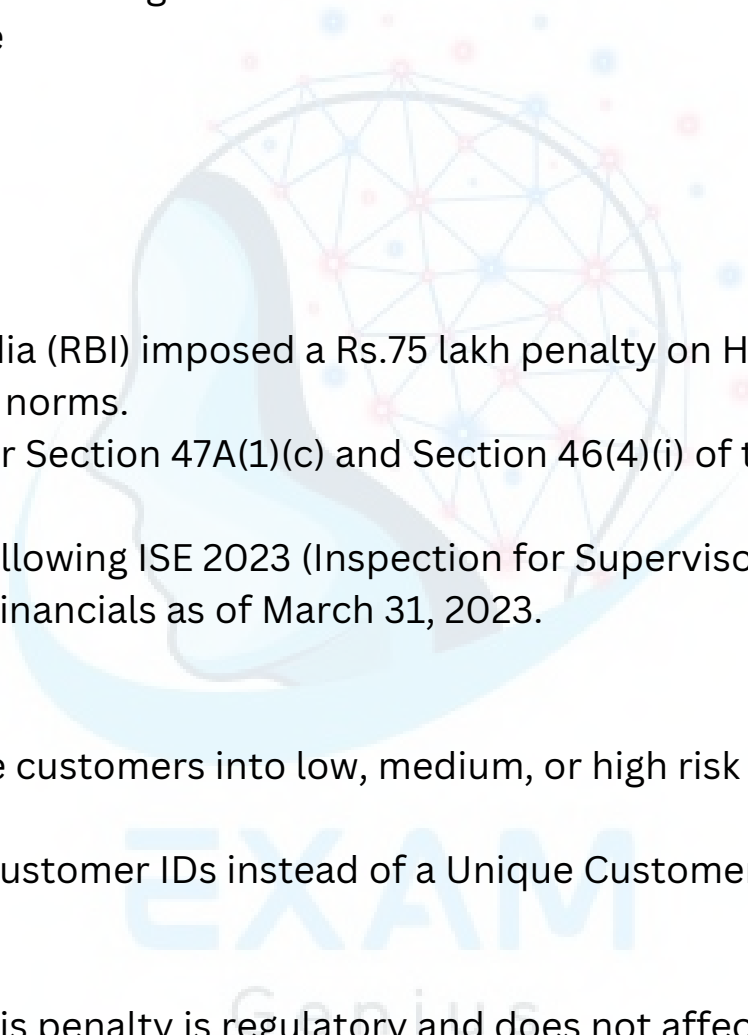 e
dia (RBI) imposed a Rs.75 lakh penalty on H
norms.
r Section 47A(1)(c) and Section 46(4)(i) of t
llowing ISE 2023 (Inspection for Superviso
inancials as of March 31, 2023.
e customers into low, medium, or high risk
ustomer IDs instead of a Unique Customer
EXAM
Genius
is penalty is regulatory and does not affec